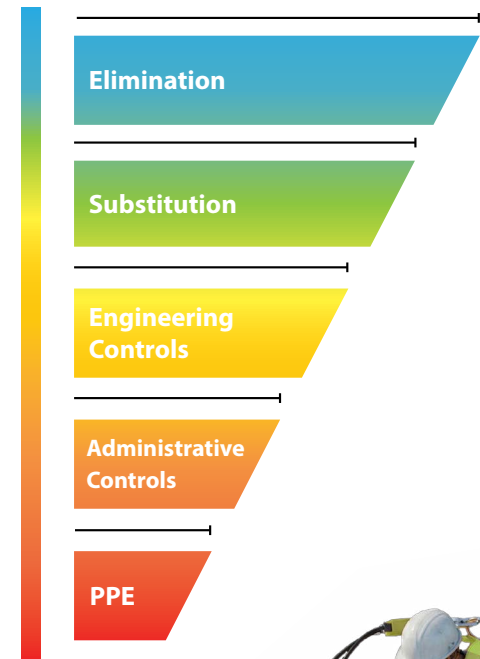 Elimination
Substitution
Engineering
Controls
Administrative
Controls
PPE